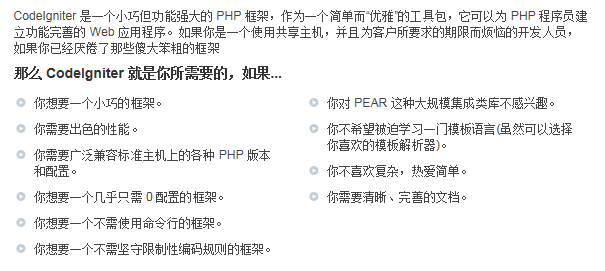 CodeIgniter 是一个小巧但功能强大的 PHP 框架，作为一个简单而“优雅”的工具包，它可以为 PHP 程序员建
立功能完善的 Web 应用程序。如果你是一个使用共享主机，并且为客户所要求的期限而烦恼的开发人员，
如果你已经厌倦了那些傻大笨粗的框架
那么 CodeIgniter 就是你所需要的，如果...
你想要一个小巧的框架。
你需要出色的性能。
你需要广泛兼容标准主机上的各种 PHP 版本
和配置。
你想要一个几乎只需 0 配置的框架。
你想要一个不需使用命令行的框架。
你想要一个不需坚守限制性编码规则的框架。
你对 PEAR 这种大规模集成类库不感兴趣。
你不希望被迫学习一门模板语言(虽然可以选择
你喜欢的模板解析器)。
你不喜欢复杂，热爱简单。
你需要清晰、完善的文档。